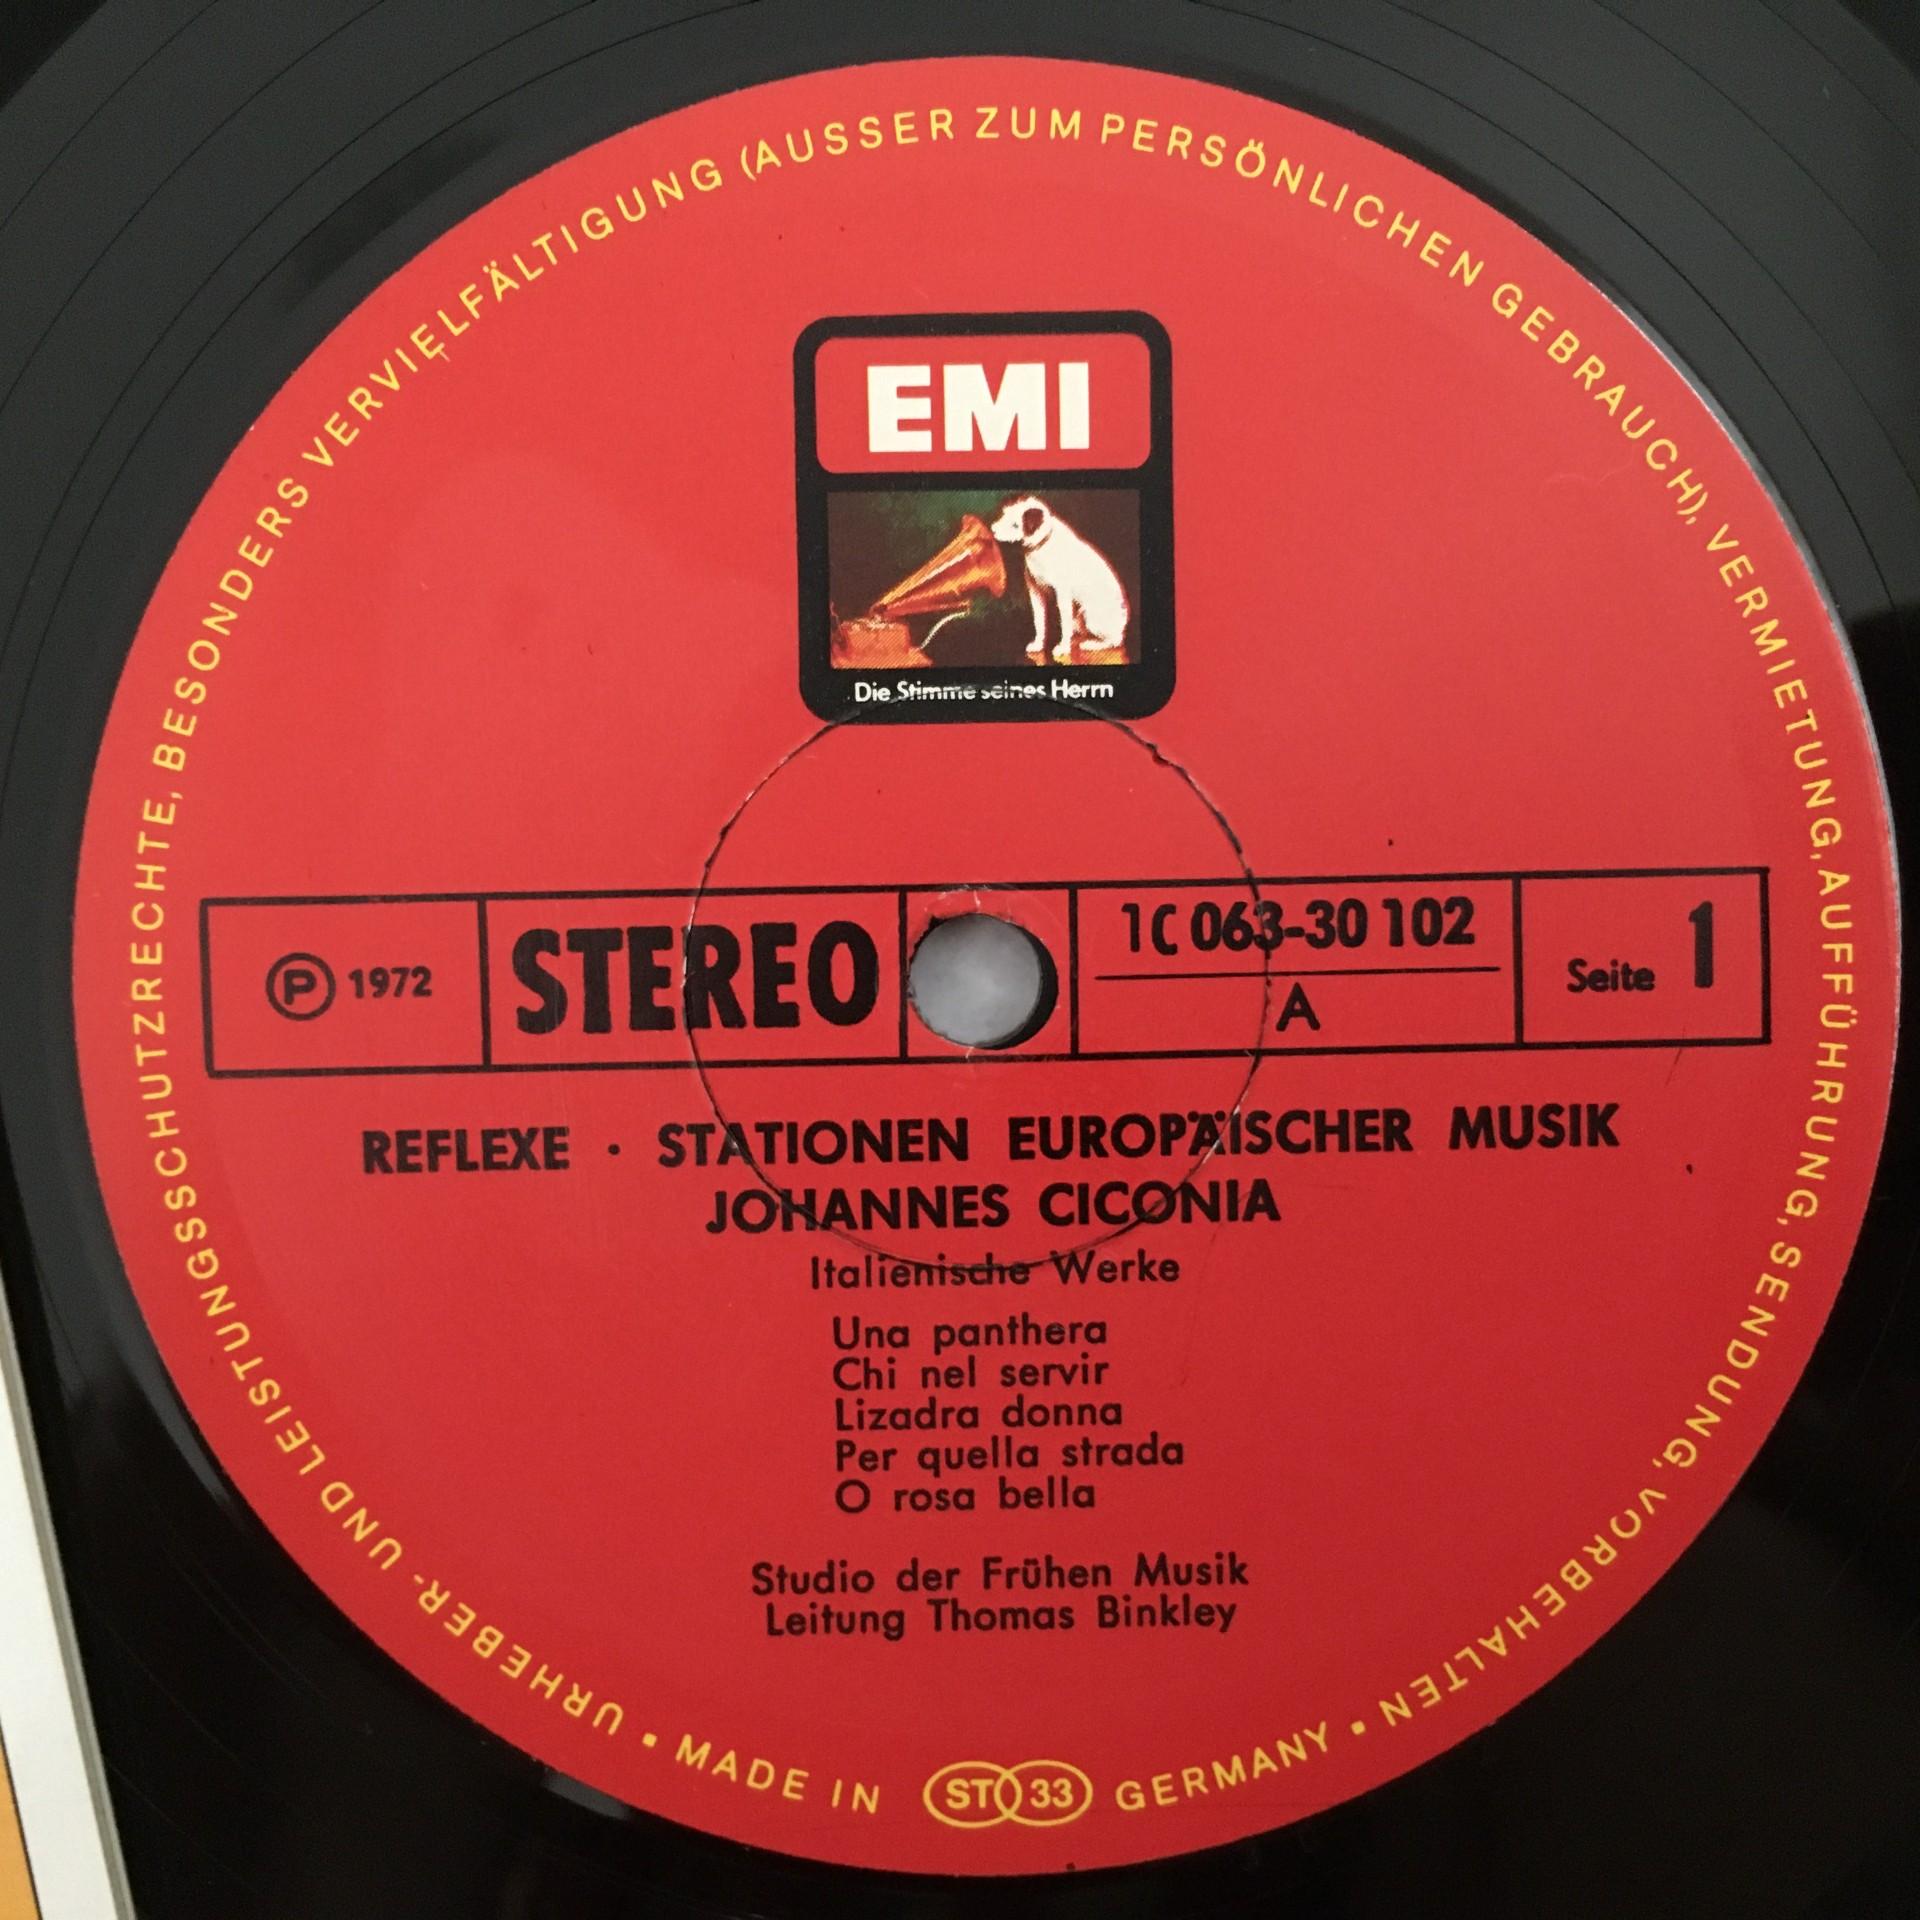 URHEBER- UND LEISTUNGSSCHUTZRECHTE, BESONDERS VERVIELFÄLTIGUNG (AUSSER ZUM PERSÖNLICHEN GEBRAUCH), VERMIETUNG, AUFFÜHRUNG, SENDUNG, VORBEHALTEN •
EMI
Die Stimme seines Herrn
Ⓟ 1972
STEREO
1C 063-30 102
A
Seite 1
REFLEXE · STATIONEN EUROPÄISCHER MUSIK
JOHANNES CICONIA
Italienische Werke
Una panthera
Chi nel servir
Lizadra donna
Per quella strada
O rosa bella
Studio der Frühen Musik
Leitung Thomas Binkley
• MADE IN ST 33 GERMANY